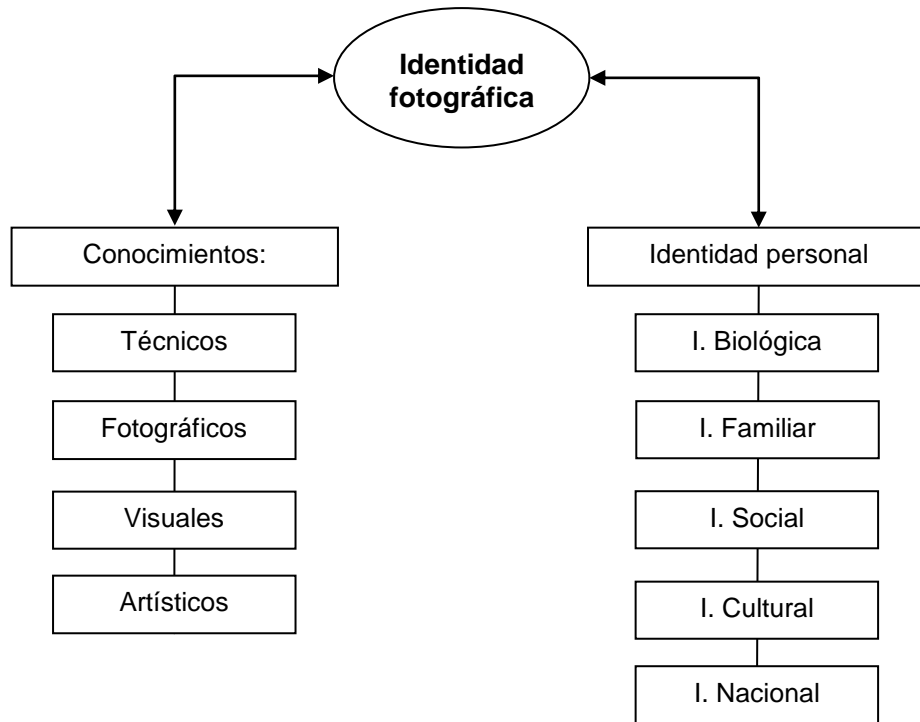 Identidad
fotográfica
Conocimientos:
Técnicos
Fotográficos
Visuales
Artísticos
Identidad personal
I. Biológica
I. Familiar
I. Social
I. Cultural
I. Nacional